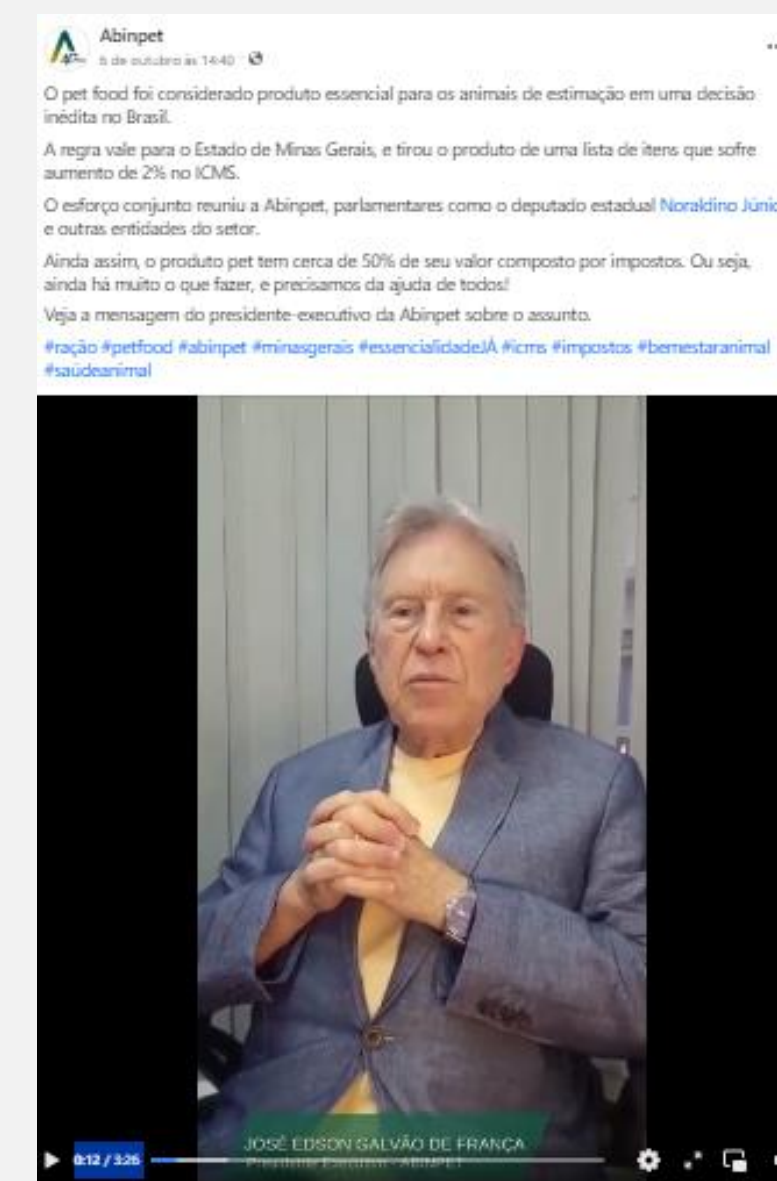 Abinpet
6 de outubro às 14:40
O pet food foi considerado produto essencial para os animais de estimação em uma decisão
inédita no Brasil.
A regra vale para o Estado de Minas Gerais, e tirou o produto de uma lista de itens que sofre
aumento de 2% no ICMS.
O esforço conjunto reuniu a Abinpet, parlamentares como o deputado estadual Noraldino Júnio
e outras entidades do setor.
Ainda assim, o produto pet tem cerca de 50% de seu valor composto por impostos. Ou seja,
ainda há muito o que fazer, e precisamos da ajuda de todos!
Veja a mensagem do presidente-executivo da Abinpet sobre o assunto.
#ração #petfood #abinpet #minasgerais #essencialidadeJÁ #icms #impostos #bemestaranimal
#saúdeanimal
JOSÉ EDSON GALVÃO DE FRANÇA
Presidente Executivo - ABINPET
0:12 / 3:26